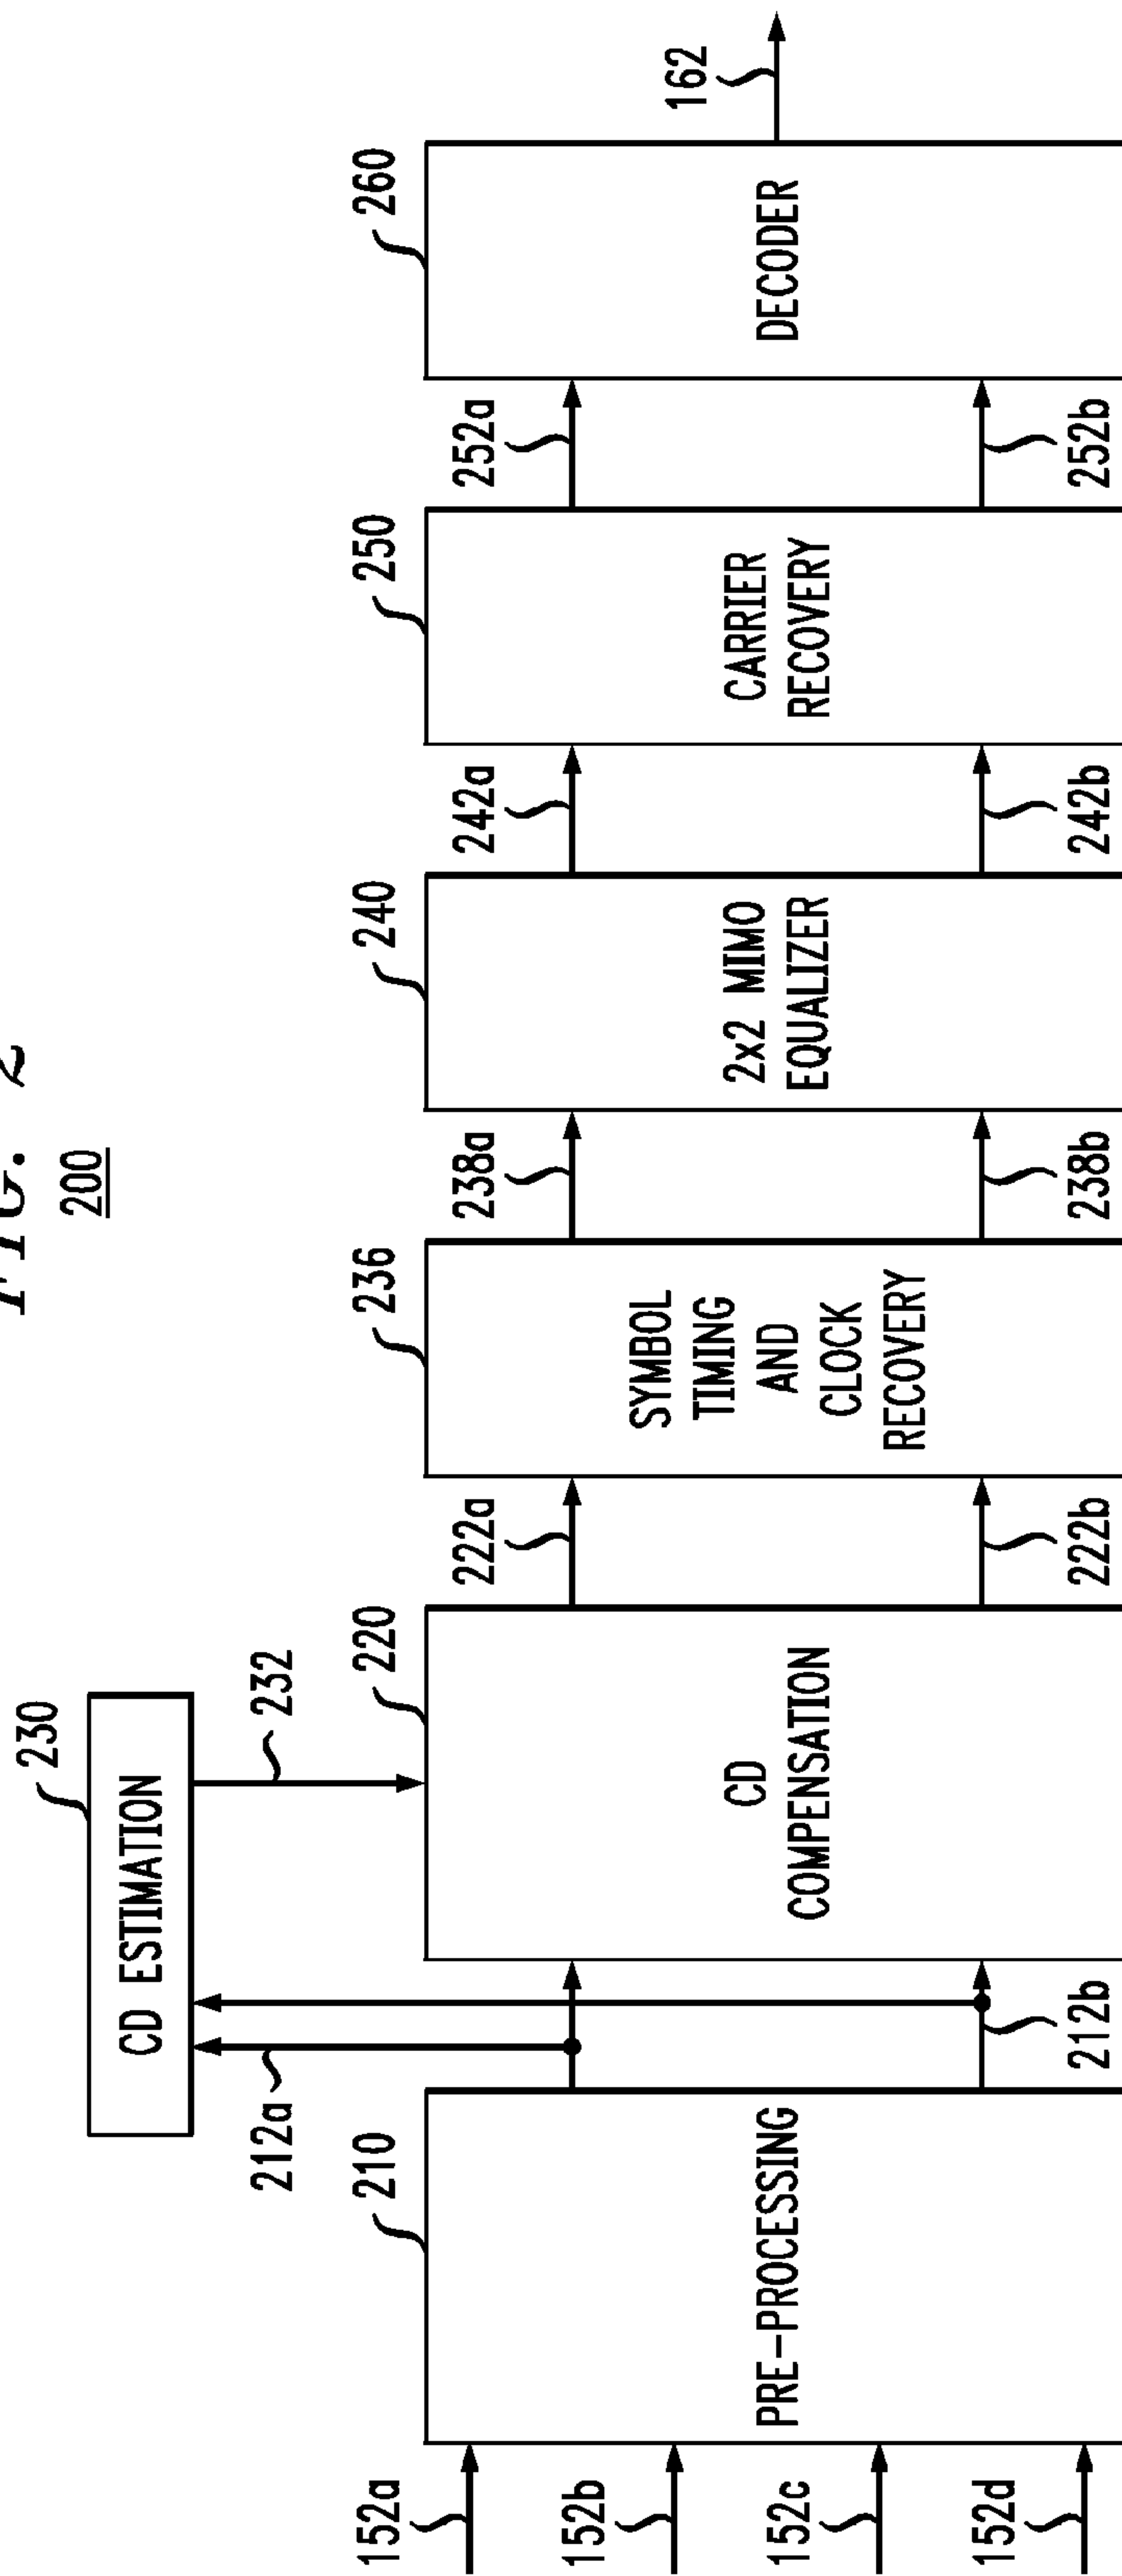 FIG. 2
200
230
CD ESTIMATION
212a
232
210
220
236
240
250
260
152a
152b
152c
152d
PRE-PROCESSING
212b
CD
COMPENSATION
222a
222b
SYMBOL
TIMING
AND
CLOCK
RECOVERY
238a
238b
2x2 MIMO
EQUALIZER
242a
242b
CARRIER
RECOVERY
252a
252b
DECODER
162